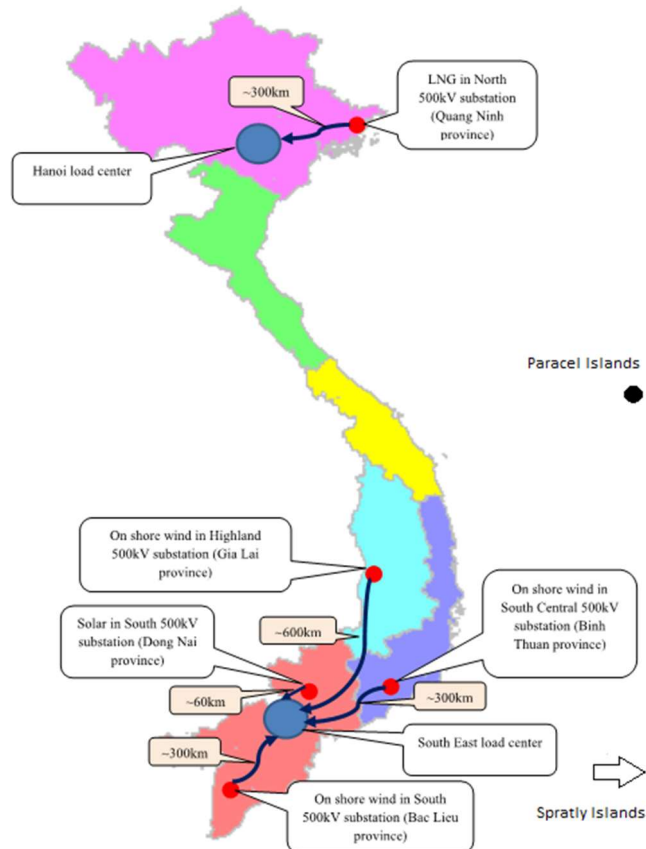 ~300km
LNG in North
500kV substation
(Quang Ninh
province)
Hanoi load center
Paracel Islands
On shore wind in Highland
500kV substation (Gia Lai
province)
On shore wind in
South Central 500kV
substation (Binh
Thuan province)
Solar in South 500kV
substation (Dong Nai
province)
~600km
~60km
~300km
~300km
South East load center
On shore wind in South
500kV substation (Bac Lieu
province)
Spratly Islands